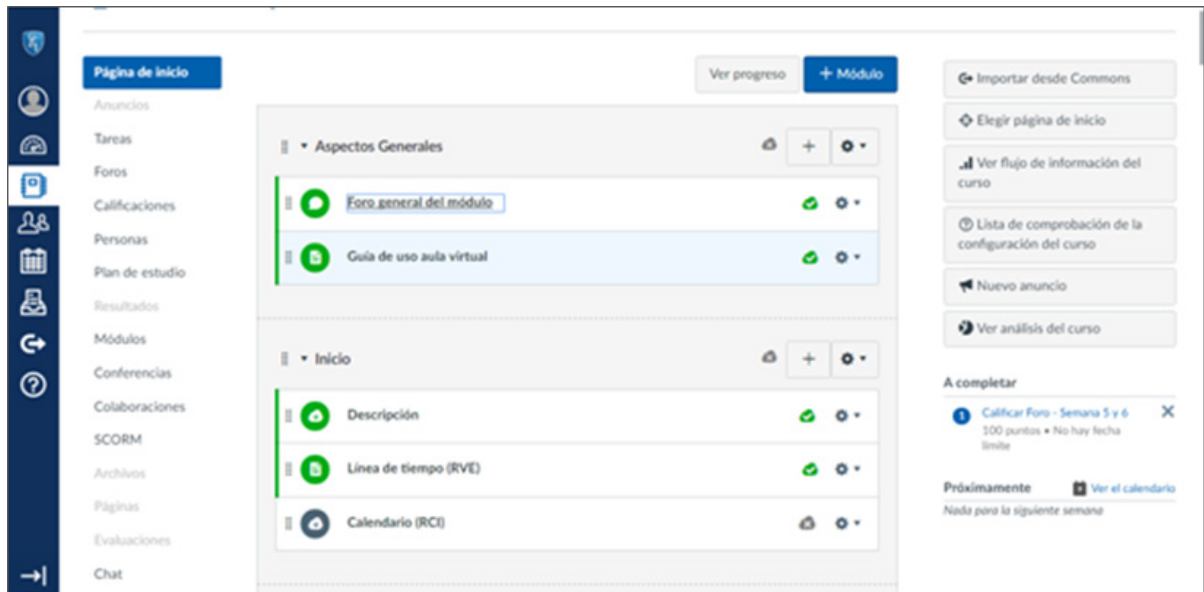 Página de inicio
Anuncios
Tareas
Foros
Calificaciones
Personas
Plan de estudio
Resultados
Módulos
Conferencias
Colaboraciones
SCORM
Archivos
Páginas
Evaluaciones
Chat
Ver progreso
+ Módulo
Aspectos Generales
Foro general del módulo
Guía de uso aula virtual
Inicio
Descripción
Línea de tiempo (RVE)
Calendario (RCI)
Importar desde Commons
Elegir página de inicio
Ver flujo de información del
curso
Lista de comprobación de la
configuración del curso
Nuevo anuncio
Ver análisis del curso
A completar
1 Calificar Foro - Semana 5 y 6
100 puntos • No hay fecha
límite
Próximamente Ver el calendario
Nada para la siguiente semana